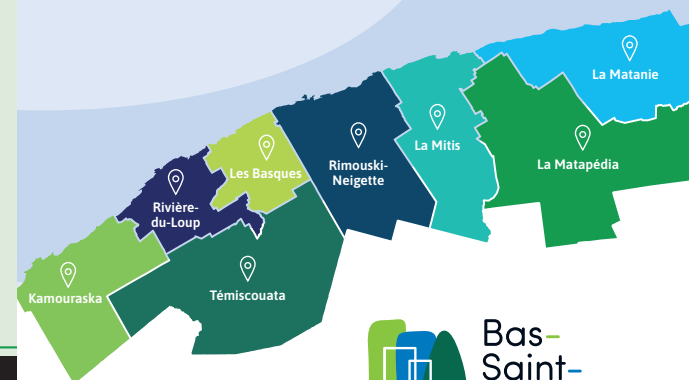 La Matanie
La Mitis
La Matapédia
Les Basques
Rimouski-
Neigette
Rivière-
du-Loup
Kamouraska
Témiscouata
Bas-
Saint-